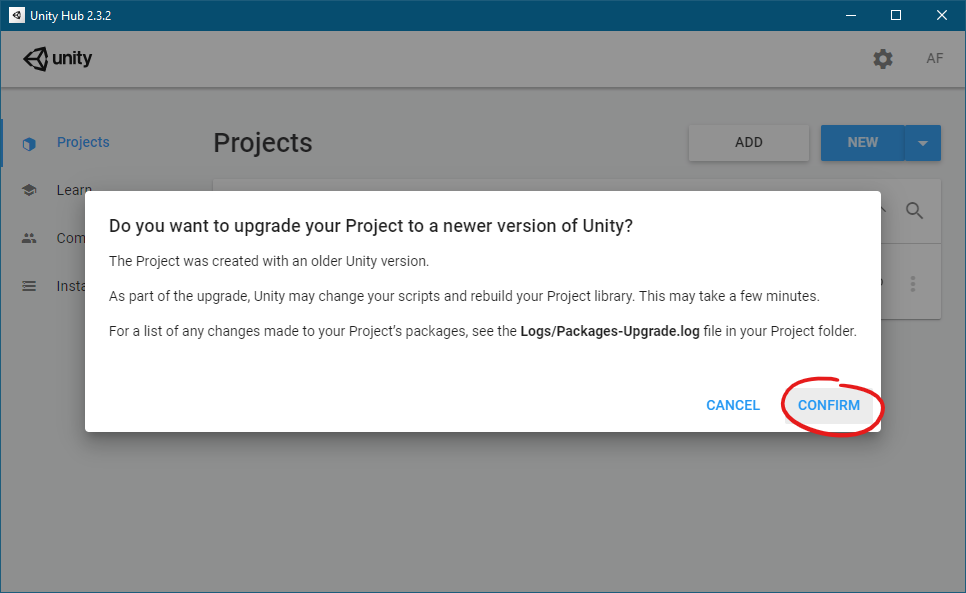 Unity Hub 2.3.2
unity
AF
Projects
Projects
ADD
NEW
Learn
Com
Insta
Do you want to upgrade your Project to a newer version of Unity?
The Project was created with an older Unity version.
As part of the upgrade, Unity may change your scripts and rebuild your Project library. This may take a few minutes.
For a list of any changes made to your Project's packages, see the Logs/Packages-Upgrade.log file in your Project folder.
CANCEL
CONFIRM